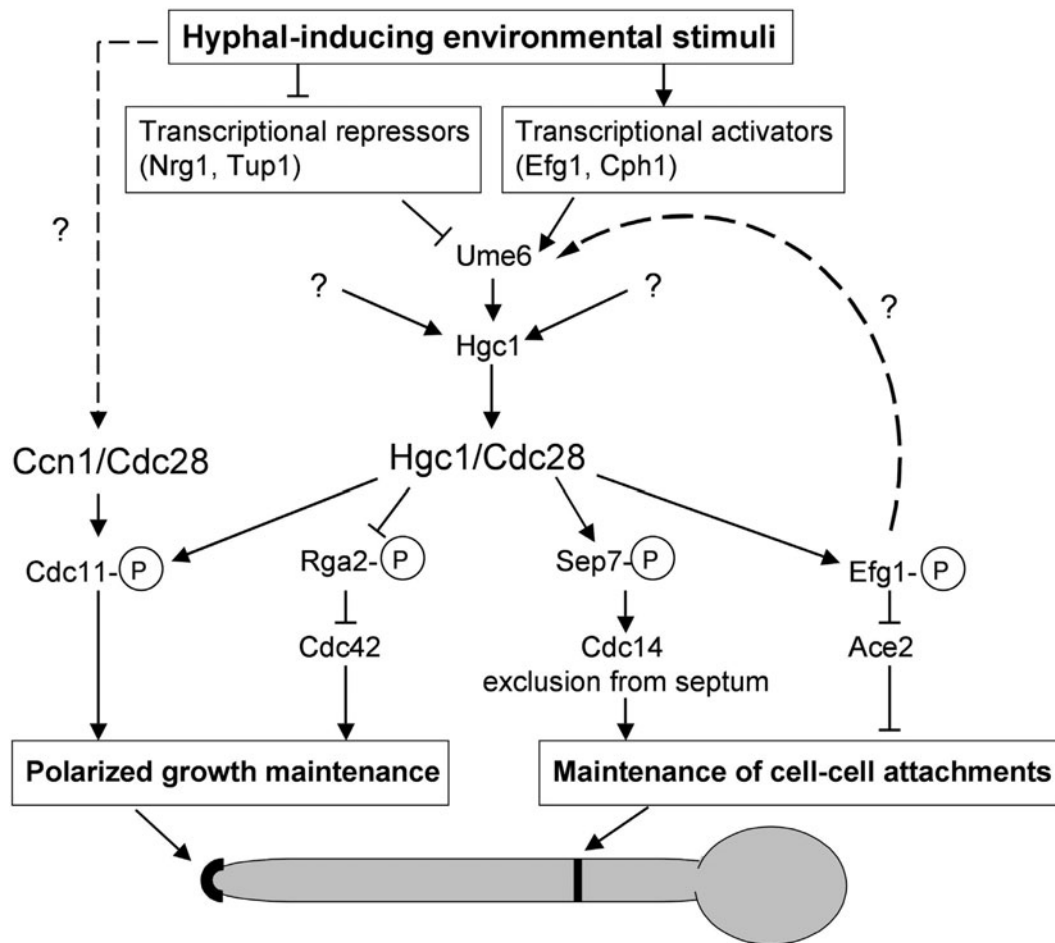 Hyphal-inducing environmental stimuli
Transcriptional repressors
(Nrg1, Tup1)
Transcriptional activators
(Efg1, Cph1)
?
Ume6
?
?
?
Hgc1
Ccn1/Cdc28
Hgc1/Cdc28
Cdc11-P
Rga2-P
Sep7-P
Efg1-P
Cdc42
Cdc14
exclusion from septum
Ace2
Polarized growth maintenance
Maintenance of cell-cell attachments